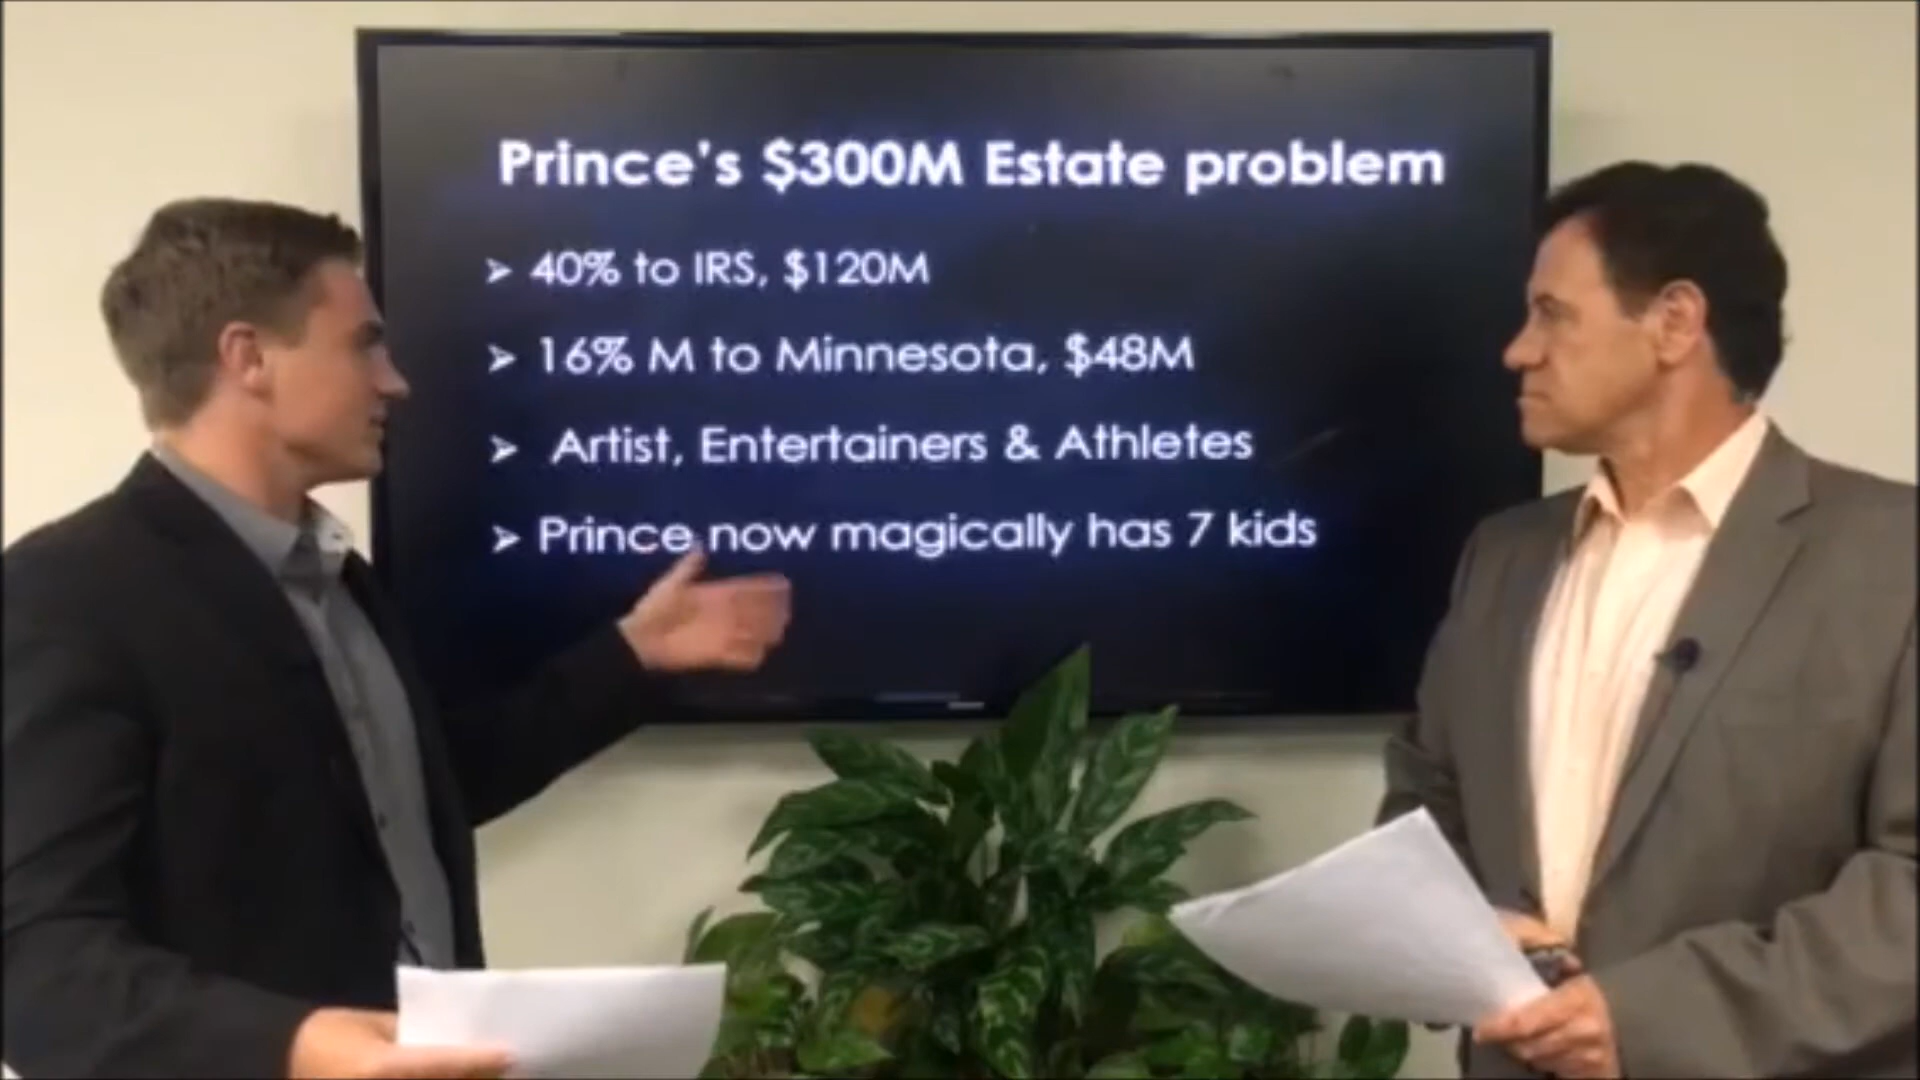 Prince's $300M Estate problem
➢ 40% to IRS, $120M
➢ 16% M to Minnesota, $48M
➢ Artist, Entertainers & Athletes
➢ Prince now magically has 7 kids